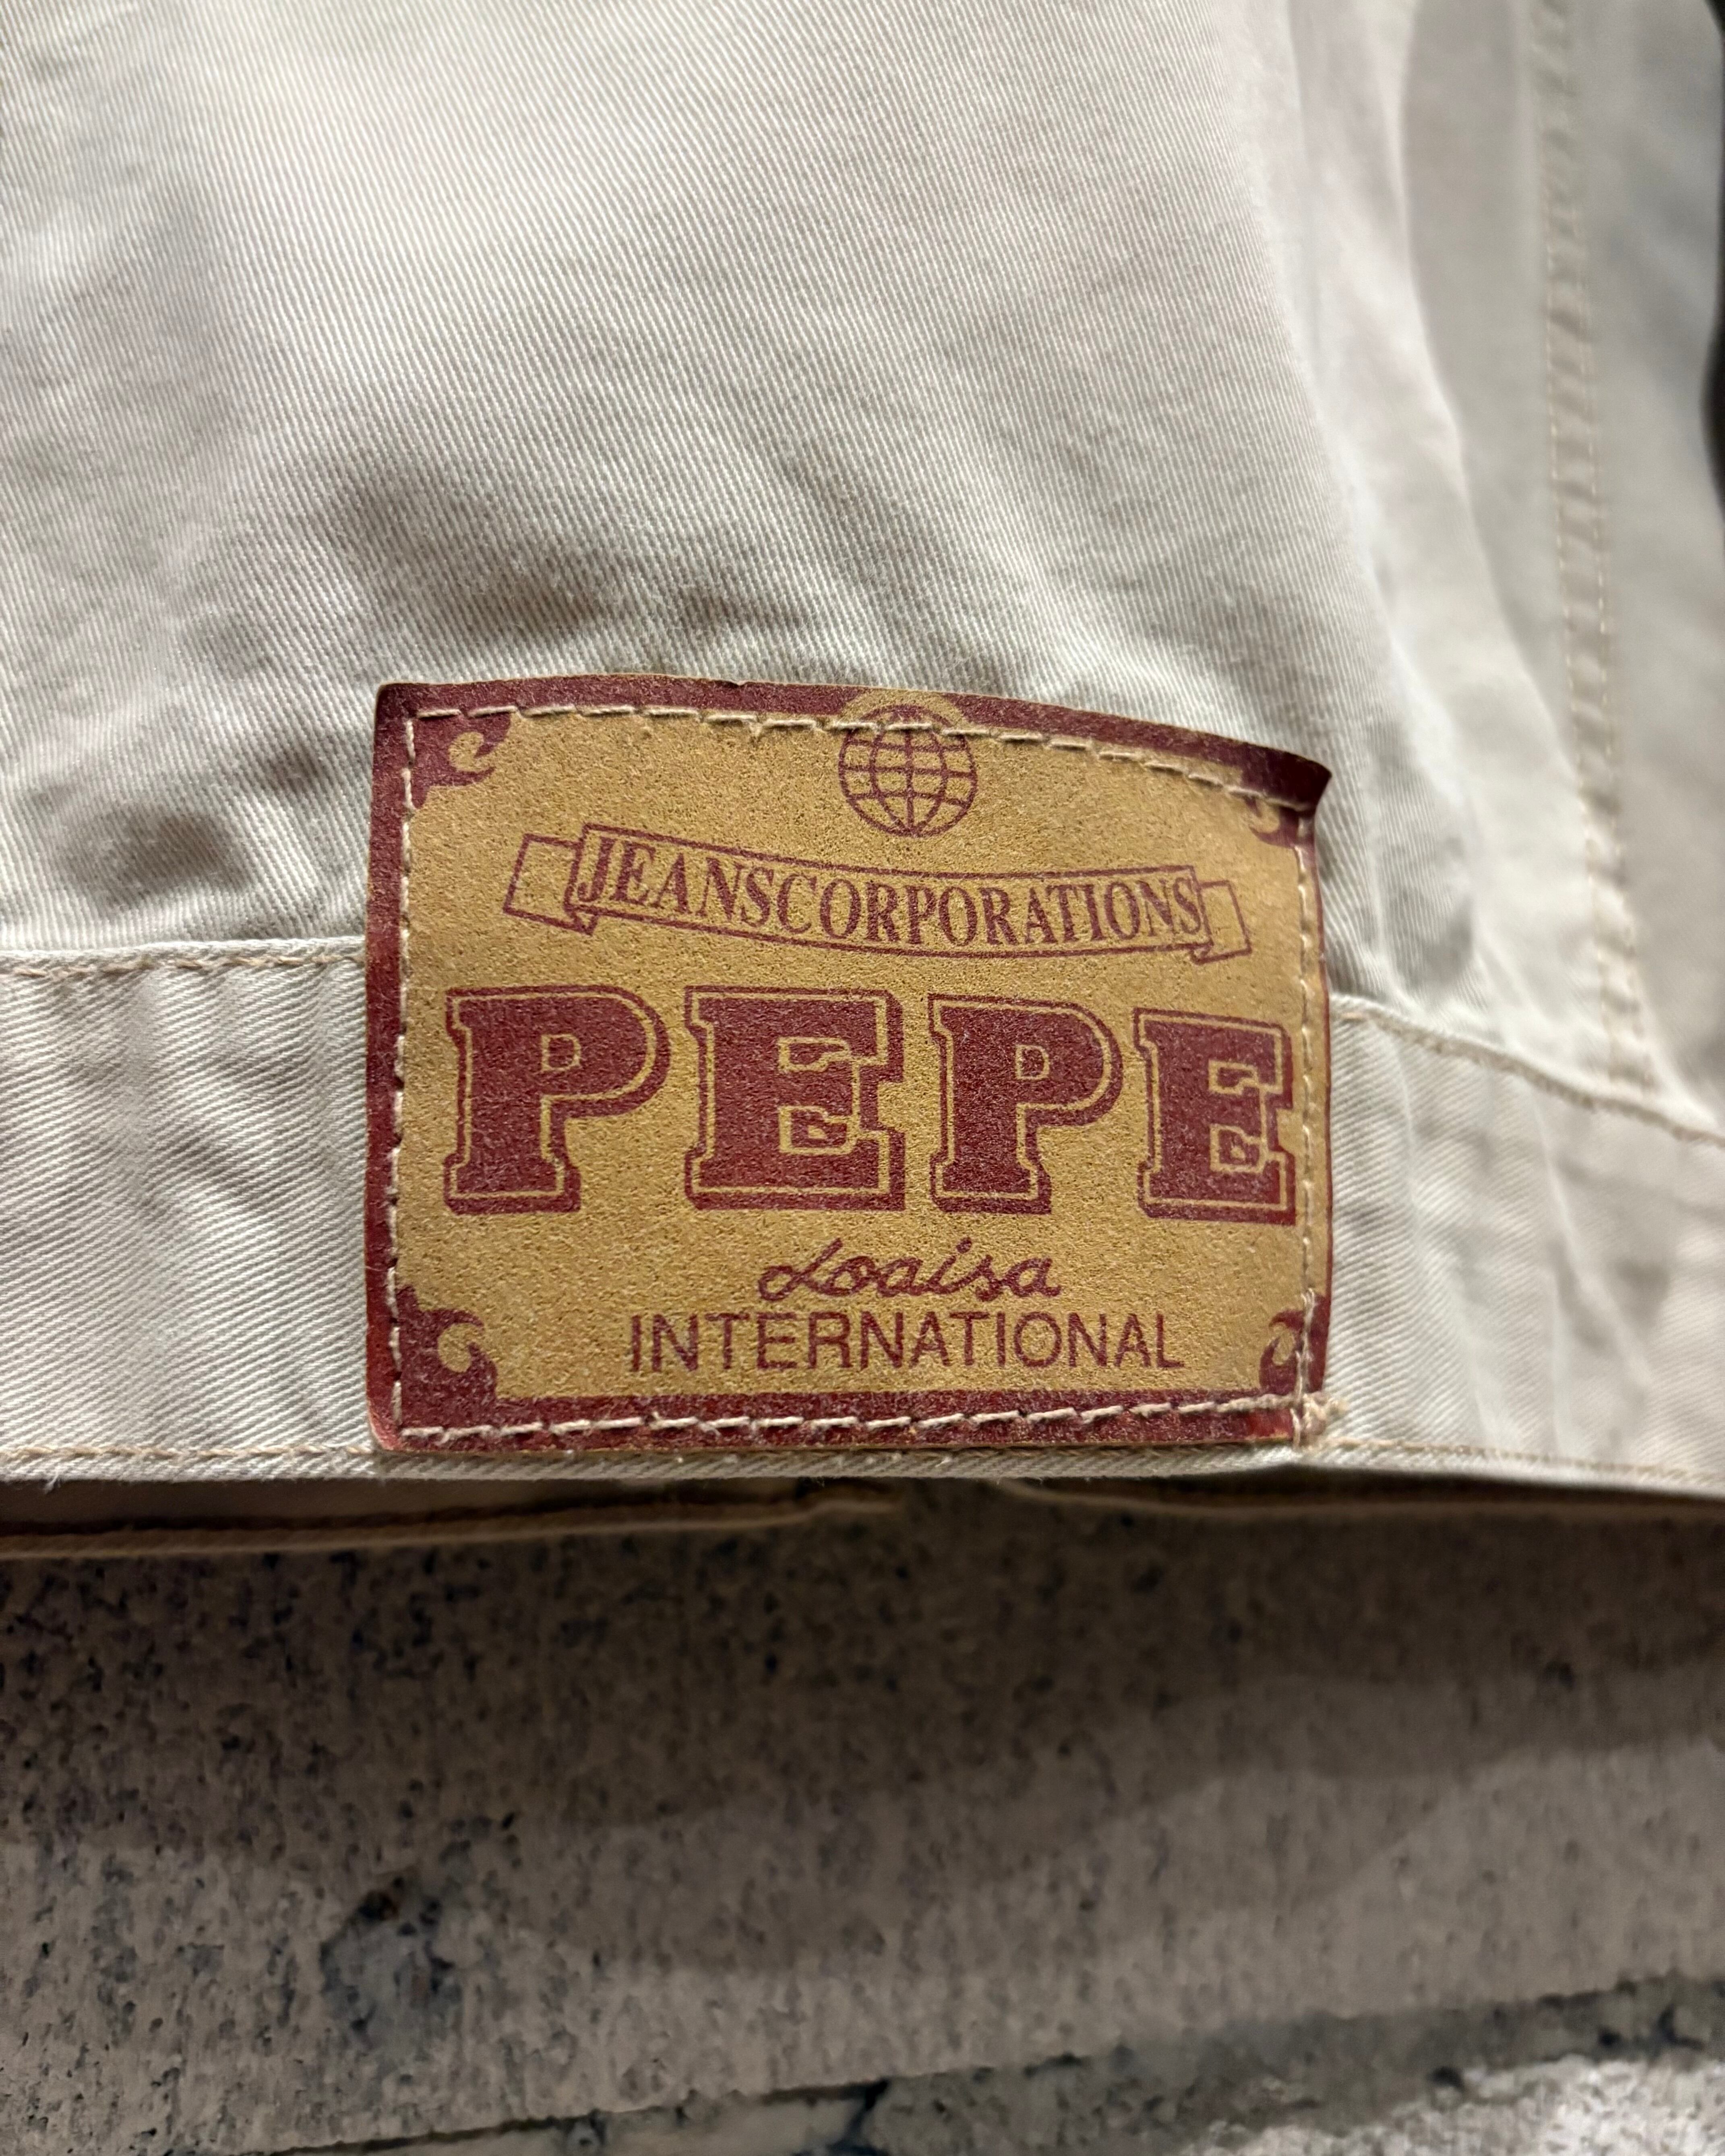 JEANSCORPORATIONS
PEPE
Loaisa
INTERNATIONAL